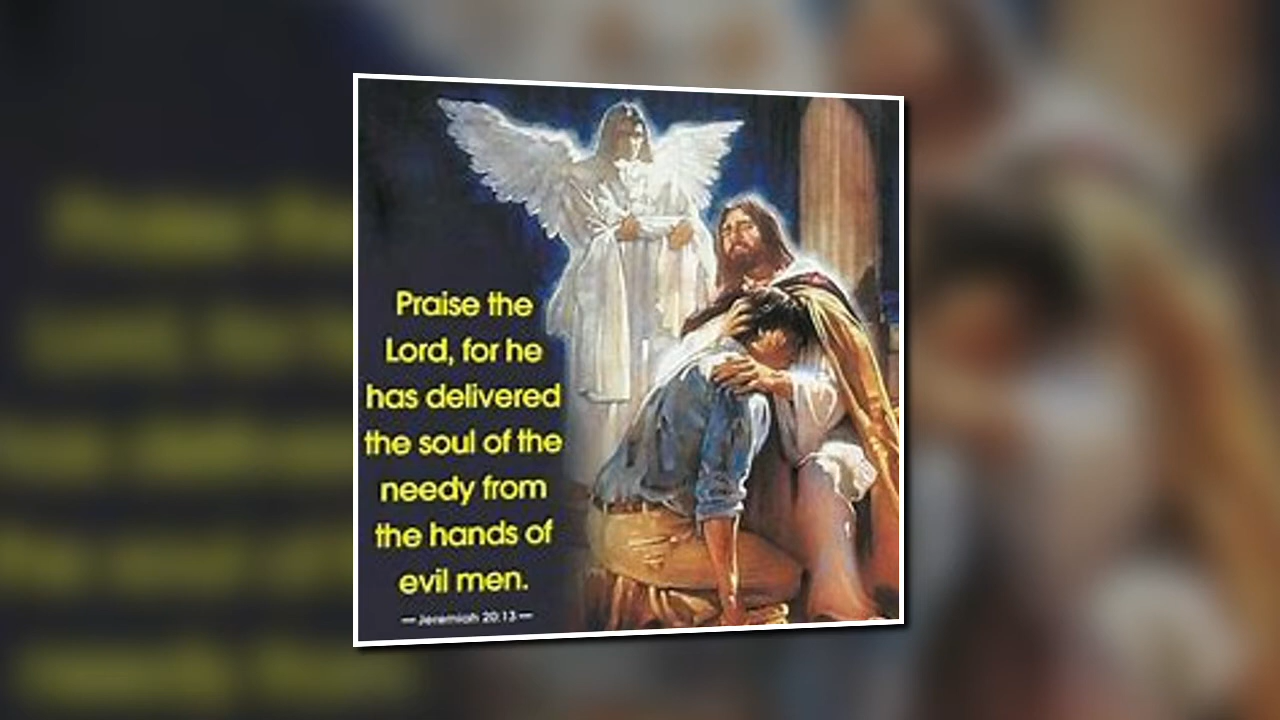 Praise the
Lord, for he
has delivered
the soul of the
needy from
the hands of
evil men.
— Jeremiah 20:13 —